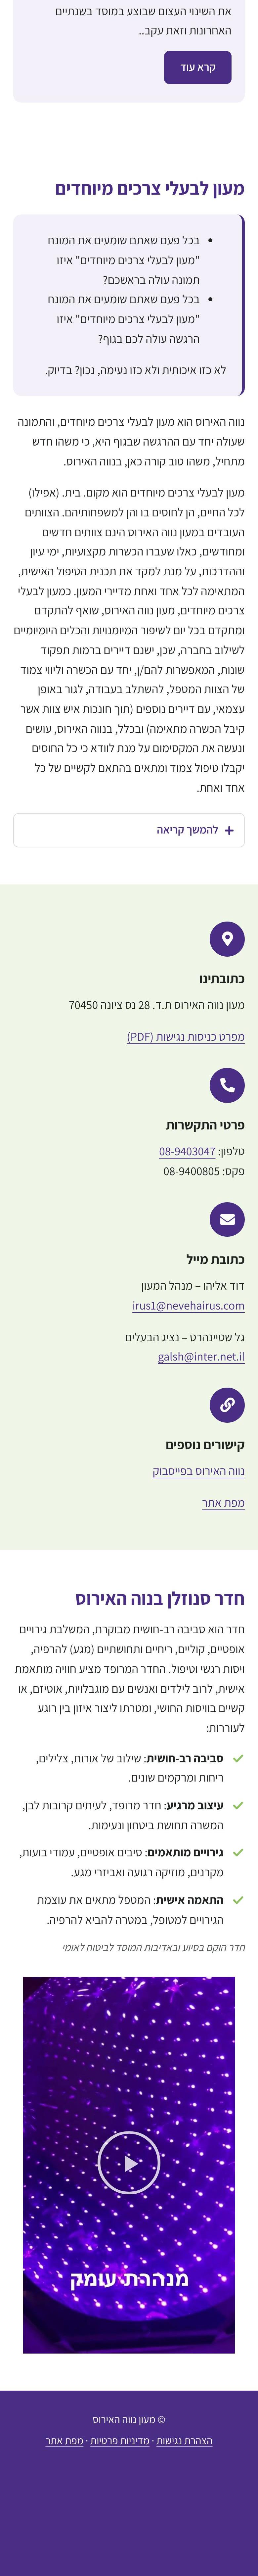 את השינוי העצום שבוצע במוסד בשנתיים
האחרונות וזאת עקב..
קרא עוד
מעון לבעלי צרכים מיוחדים
בכל פעם שאתם שומעים את המונח
"מעון לבעלי צרכים מיוחדים" איזו
תמונה עולה בראשכם?
בכל פעם שאתם שומעים את המונח
"מעון לבעלי צרכים מיוחדים" איזו
הרגשה עולה לכם בגוף?
לא כזו איכותית ולא כזו נעימה, נכון? בדיוק.
נווה האירוס הוא מעון לבעלי צרכים מיוחדים, והתמונה
שעולה יחד עם ההרגשה שבגוף היא, כי משהו חדש
מתחיל, משהו טוב קורה כאן, בנווה האירוס.
מעון לבעלי צרכים מיוחדים הוא מקום. בית. (אפילו)
לכל החיים, הן לחוסים בו והן למשפחותיהם. הצוותים
העובדים במעון נווה האירוס הינם צוותים חדשים
ומחודשים, כאלו שעברו הכשרות מקצועיות, ימי עיון
וההדרכות, על מנת למקד את תכנית הטיפול האישית,
המתאימה לכל אחד ואחת מדיירי המעון. כמעון לבעלי
צרכים מיוחדים, מעון נווה האירוס, שואף להתקדם
ומתקדם בכל יום לשיפור המיומנויות והכלים היומיומיים
לשילוב בחברה, שכן, ישנם דיירים ברמות תפקוד
שונות, המאפשרות להם/ן, יחד עם הכשרה וליווי צמוד
של הצוות המטפל, להשתלב בעבודה, לגור באופן
עצמאי, עם דיירים נוספים (תוך חונכות איש צוות אשר
קיבל הכשרה מתאימה) ובכלל, בנווה האירוס, עושים
ונעשה את המקסימום על מנת לוודא כי כל החוסים
יקבלו טיפול צמוד ומתאים בהתאם לקשיים של כל
אחד ואחת.
להמשך קריאה
כתובתינו
מעון נווה האירוס ת.ד. 28 נס ציונה 70450
מפרט כניסות נגישות (PDF)
פרטי התקשרות
טלפון: 08-9403047
פקס: 08-9400805
כתובת מייל
דוד אליהו – מנהל המעון
irus1@nevehairus.com
גל שטיינהרט – נציג הבעלים
galsh@inter.net.il
קישורים נוספים
נווה האירוס בפייסבוק
מפת אתר
חדר סנוזלן בנוה האירוס
חדר הוא סביבה רב-חושית מבוקרת, המשלבת גירויים
אופטיים, קוליים, ריחיים ותחושתיים (מגע) להרפיה,
ויסות רגשי וטיפול. החדר המרופד מציע חוויה מותאמת
אישית, לרוב לילדים ואנשים עם מוגבלויות, אוטיזם, או
קשיים בוויסות החושי, ומטרתו ליצור איזון בין רוגע
לעוררות:
סביבה רב-חושית: שילוב של אורות, צלילים,
ריחות ומרקמים שונים.
עיצוב מרגיע: חדר מרופד, לעיתים קרובות לבן,
המשרה תחושת ביטחון ונעימות.
גירויים מותאמים: סיבים אופטיים, עמודי בועות,
מקרנים, מוזיקה רגועה ואביזרי מגע.
התאמה אישית: המטפל מתאים את עוצמת
הגירויים למטופל, במטרה להביא להרפיה.
חדר הוקם בסיוע ובאדיבות המוסד לביטוח לאומי
מנהרת עומק
© מעון נווה האירוס
הצהרת נגישות · מדיניות פרטיות · מפת אתר